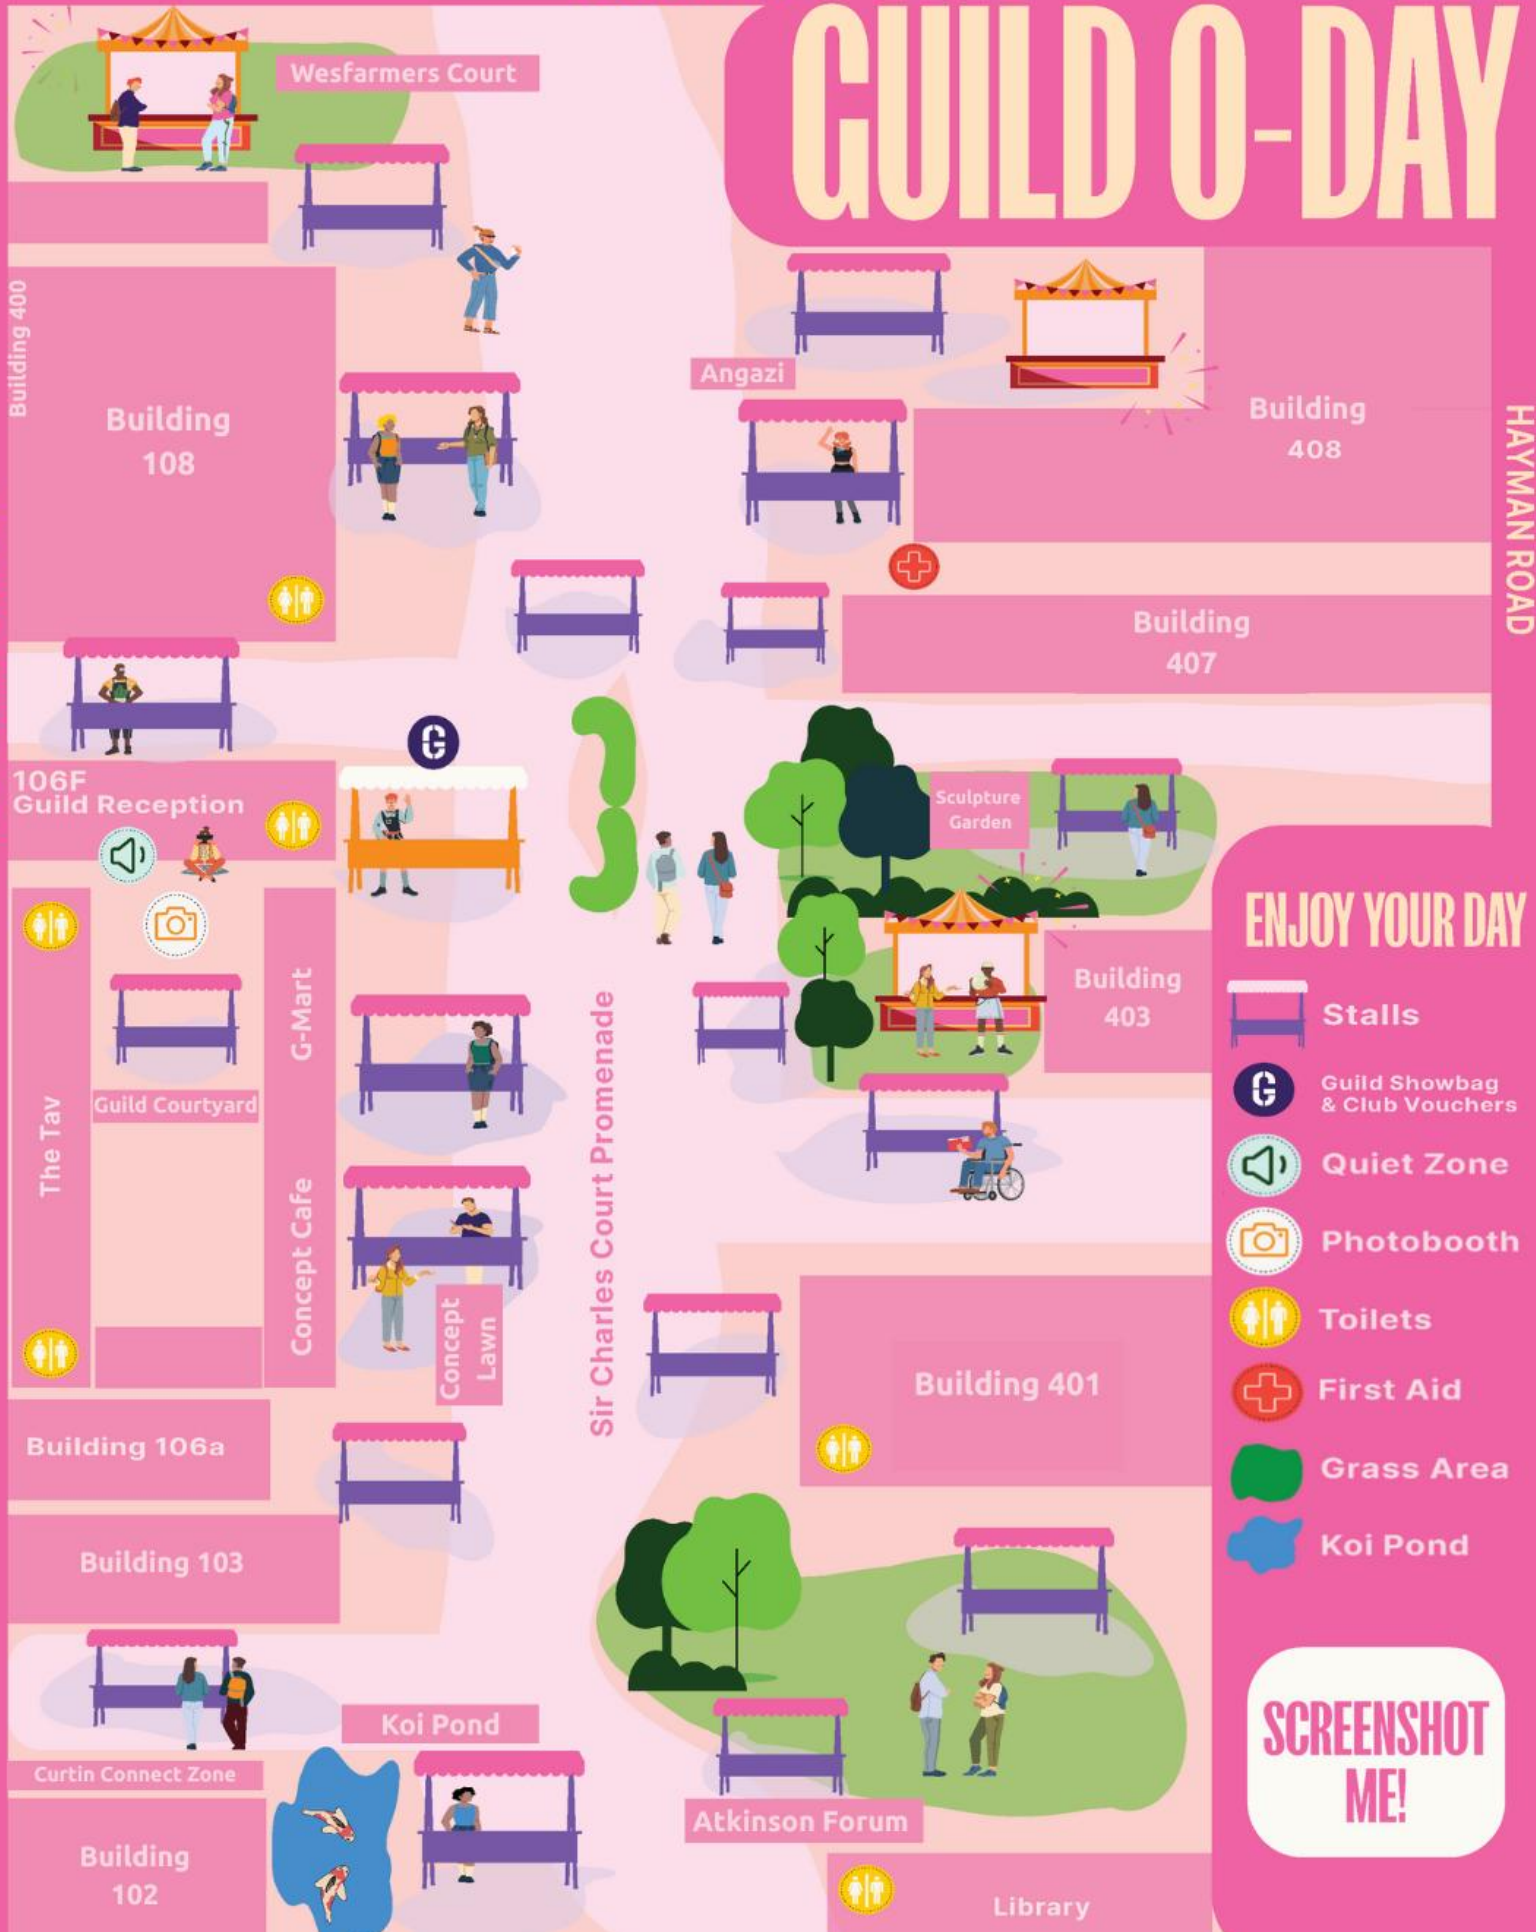 GUILD O-DAY
Wesfarmers Court
Building 400
Building
108
Angazi
Building
408
HAYMAN ROAD
Building
407
G
106F
Guild Reception
Sculpture
Garden
G-Mart
Guild Courtyard
The Tav
Concept Cafe
Concept
Lawn
Sir Charles Court Promenade
Building
403
Building 401
Building 106a
Building 103
Koi Pond
Curtin Connect Zone
Building
102
Atkinson Forum
Library
ENJOY YOUR DAY
Stalls
G
Guild Showbag
& Club Vouchers
Quiet Zone
Photobooth
Toilets
First Aid
Grass Area
Koi Pond
SCREENSHOT
ME!